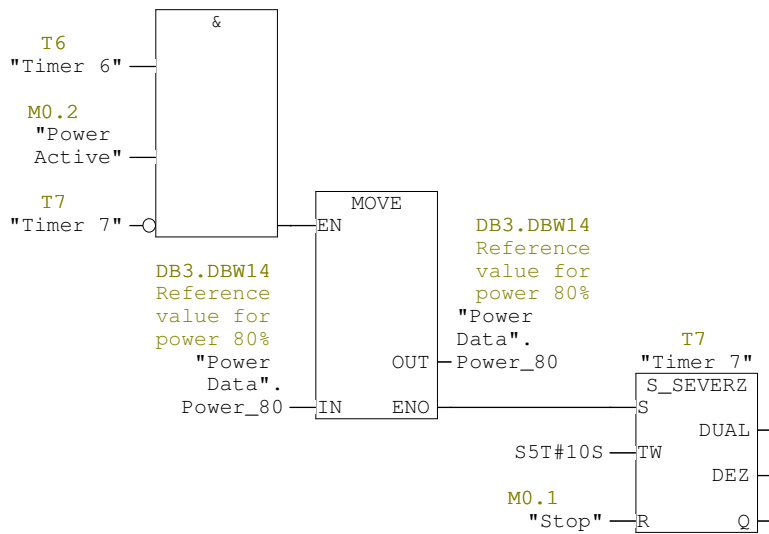 &
T6
"Timer 6"
M0.2
"Power
Active"
T7
"Timer 7"
MOVE
EN
DB3.DBW14
Reference
value for
power 80%
"Power
Data".
Power_80
IN
DB3.DBW14
Reference
value for
power 80%
"Power
Data".
OUT
Power_80
ENO
T7
"Timer 7"
S_SEVERZ
S
DUAL
S5T#10S
TW
DEZ
M0.1
"Stop"
R
Q